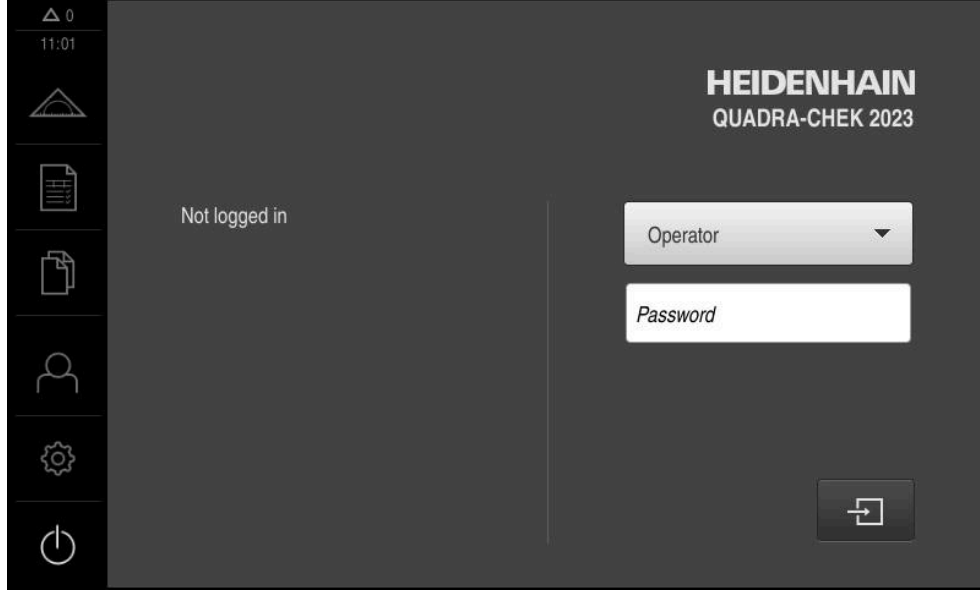 0
11:01
HEIDENHAIN
QUADRA-CHEK 2023
Not logged in
Operator
Password